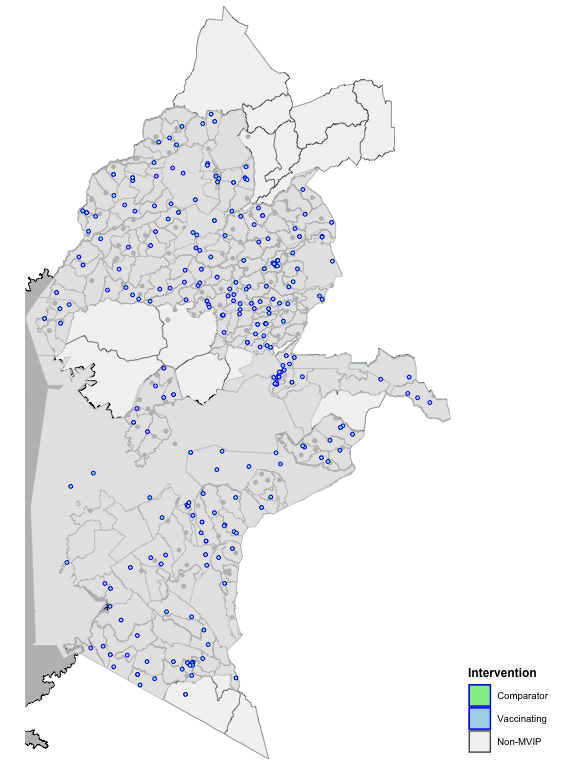 Intervention
Comparator
Vaccinating
Non-MVIP